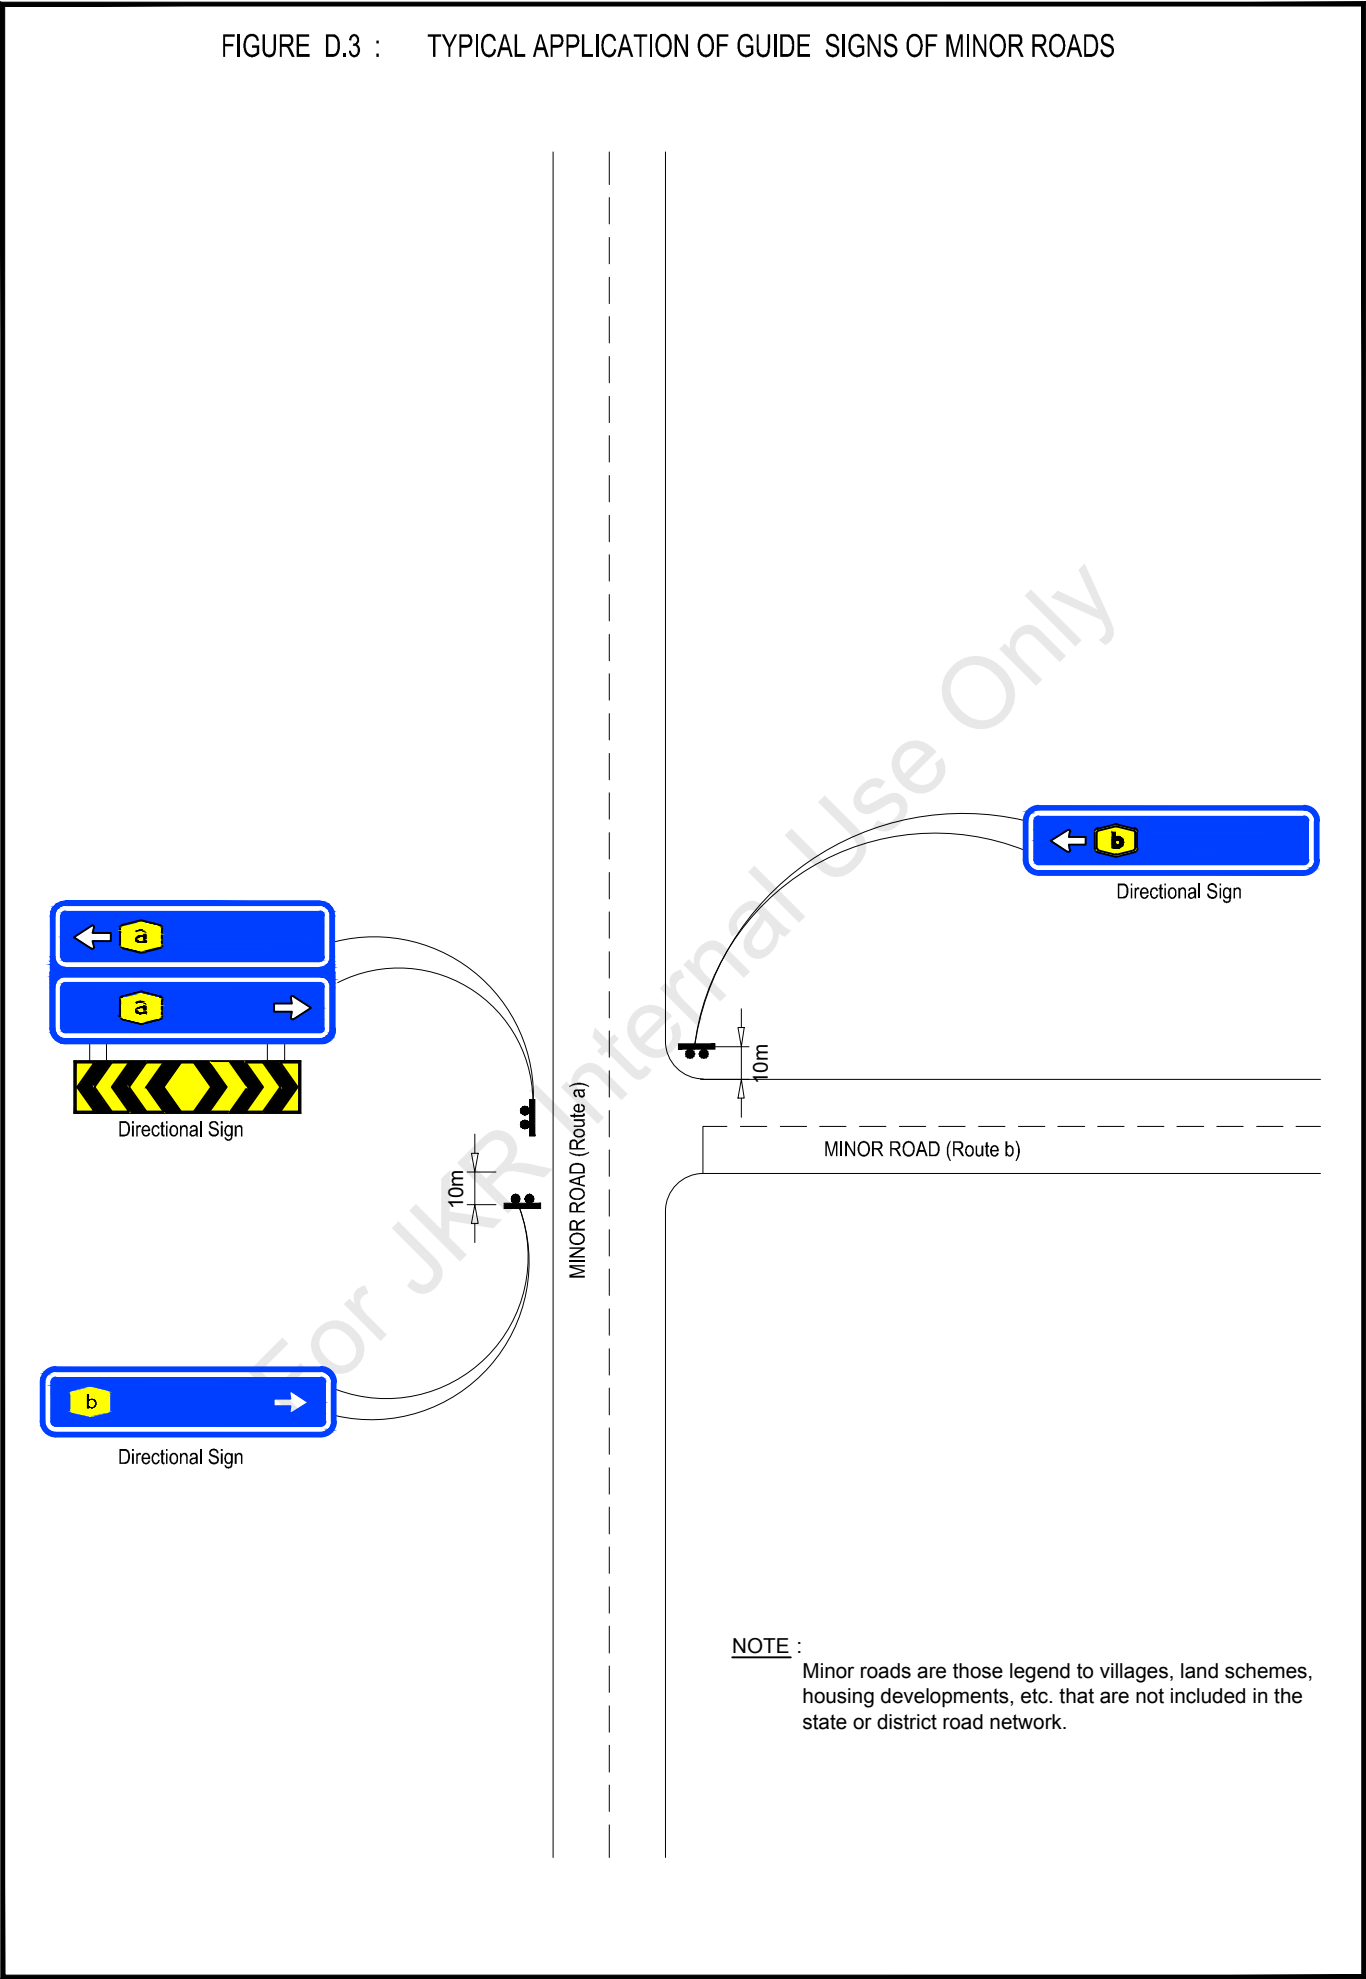 FIGURE D.3 : TYPICAL APPLICATION OF GUIDE SIGNS OF MINOR ROADS
For JKR Internal Use Only
b
Directional Sign
a
a
Directional Sign
10m
MINOR ROAD (Route a)
MINOR ROAD (Route b)
10m
b
Directional Sign
NOTE :
Minor roads are those legend to villages, land schemes,
housing developments, etc. that are not included in the
state or district road network.